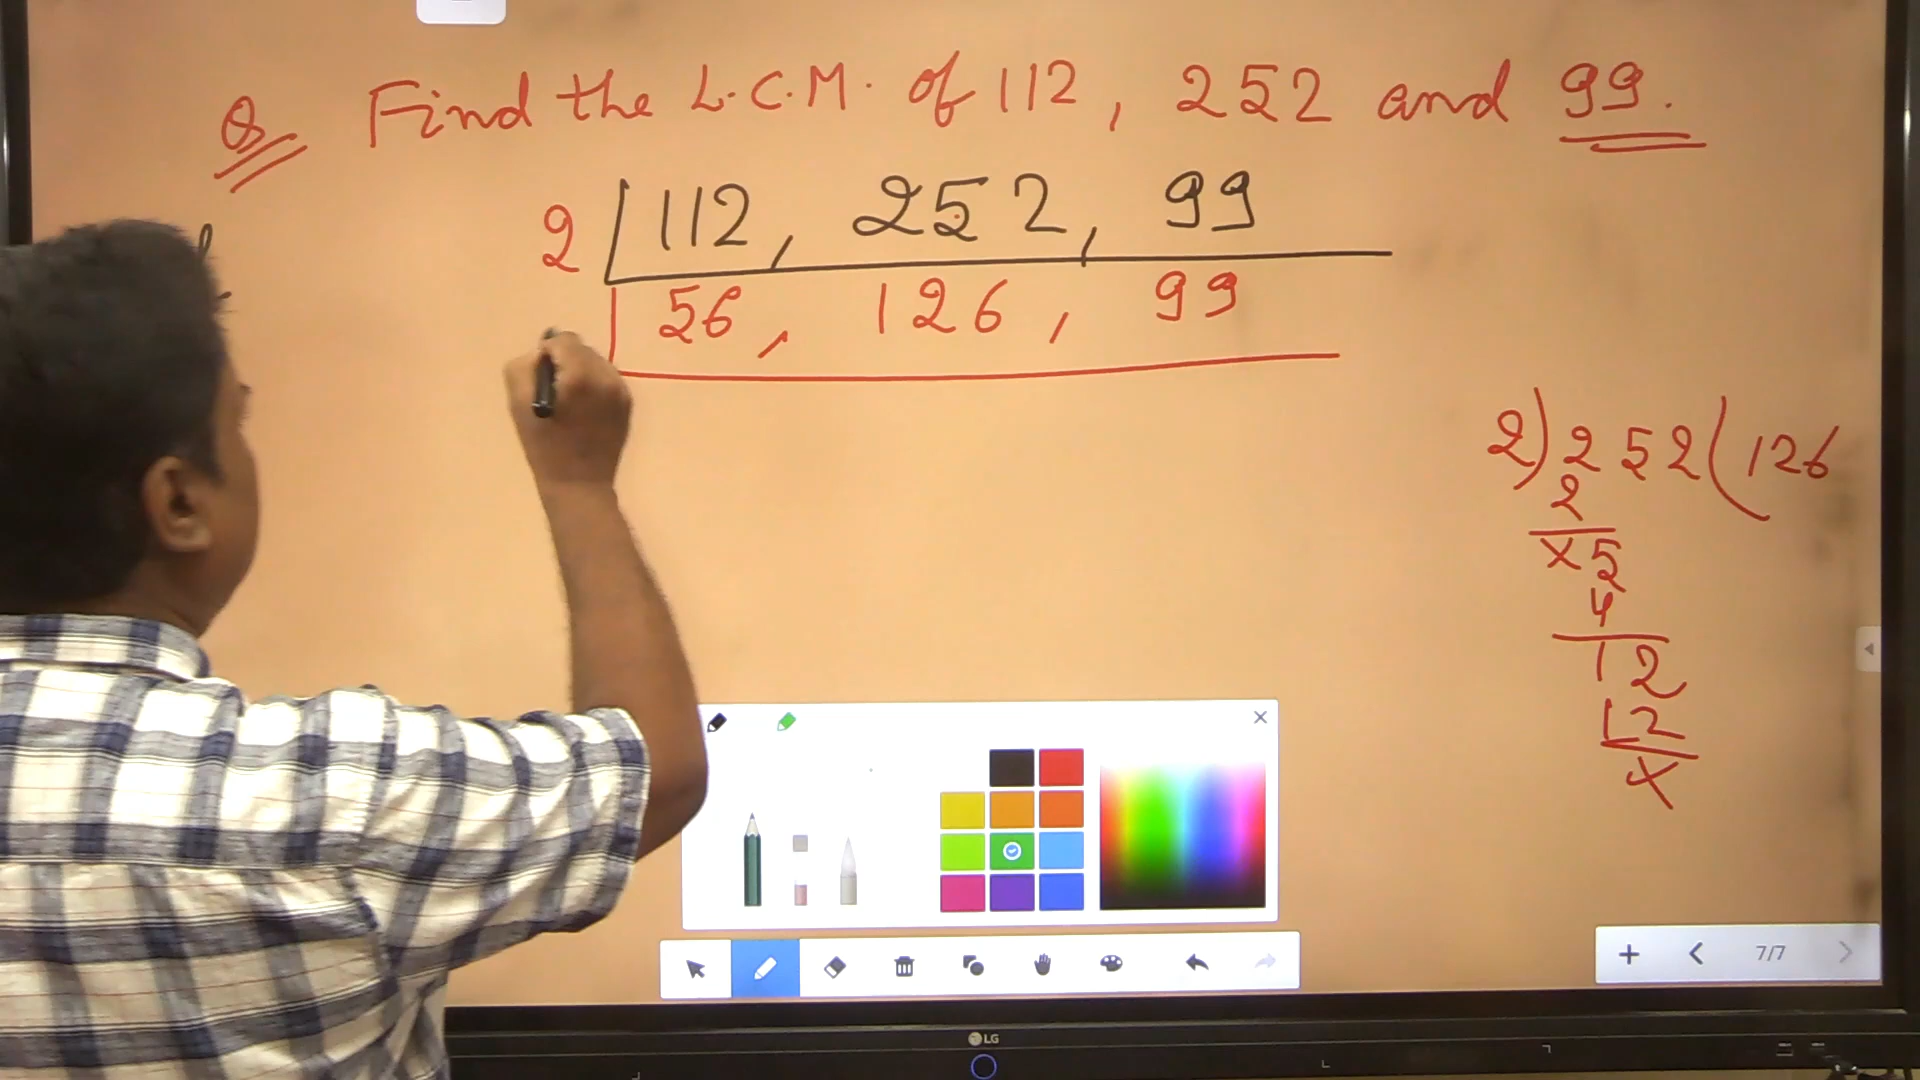 Q Find the L.C.M. of 112, 252 and 99.
2 112, 252, 99
56, 126, 99
2) 252 (126
2
x5
4
12
12
x
7/7
LG